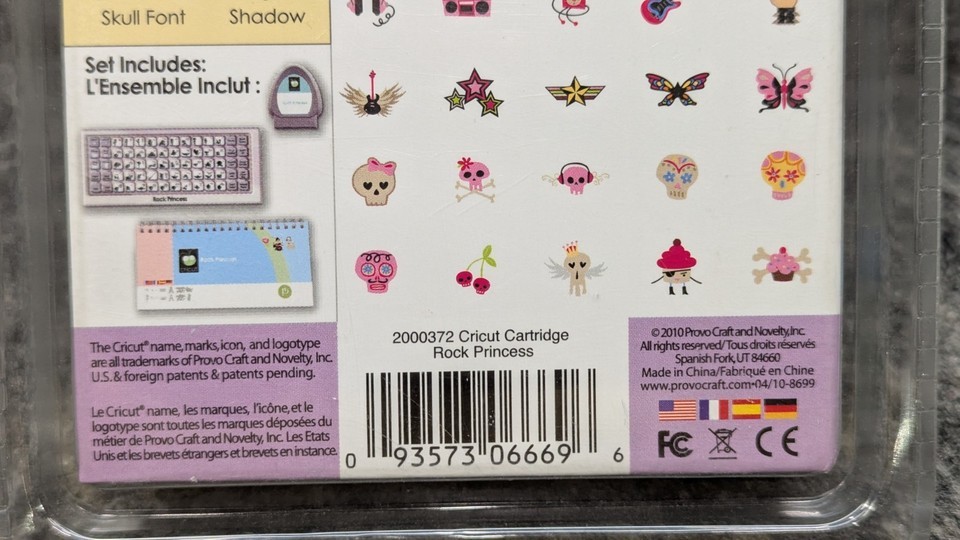 Skull Font
Shadow
Set Includes:
L'Ensemble Inclut :
Rock Princess
The Cricut® name, marks, icon, and logotype
are all trademarks of Provo Craft and Novelty, Inc.
U.S. & foreign patents & patents pending.
Le Cricut® name, les marques, l'icône, et le
logotype sont toutes les marques déposées du
métier de Provo Craft and Novelty, Inc. Les Etats
Unis et les brevets étrangers et brevets en instance.
2000372 Cricut Cartridge
Rock Princess
0 93573 06669 6
© 2010 Provo Craft and Novelty, Inc.
All rights reserved/ Tous droits réservés
Spanish Fork, UT 84660
Made in China/Fabriqué en Chine
www.provocraft.com•04/10-8699
FC CE